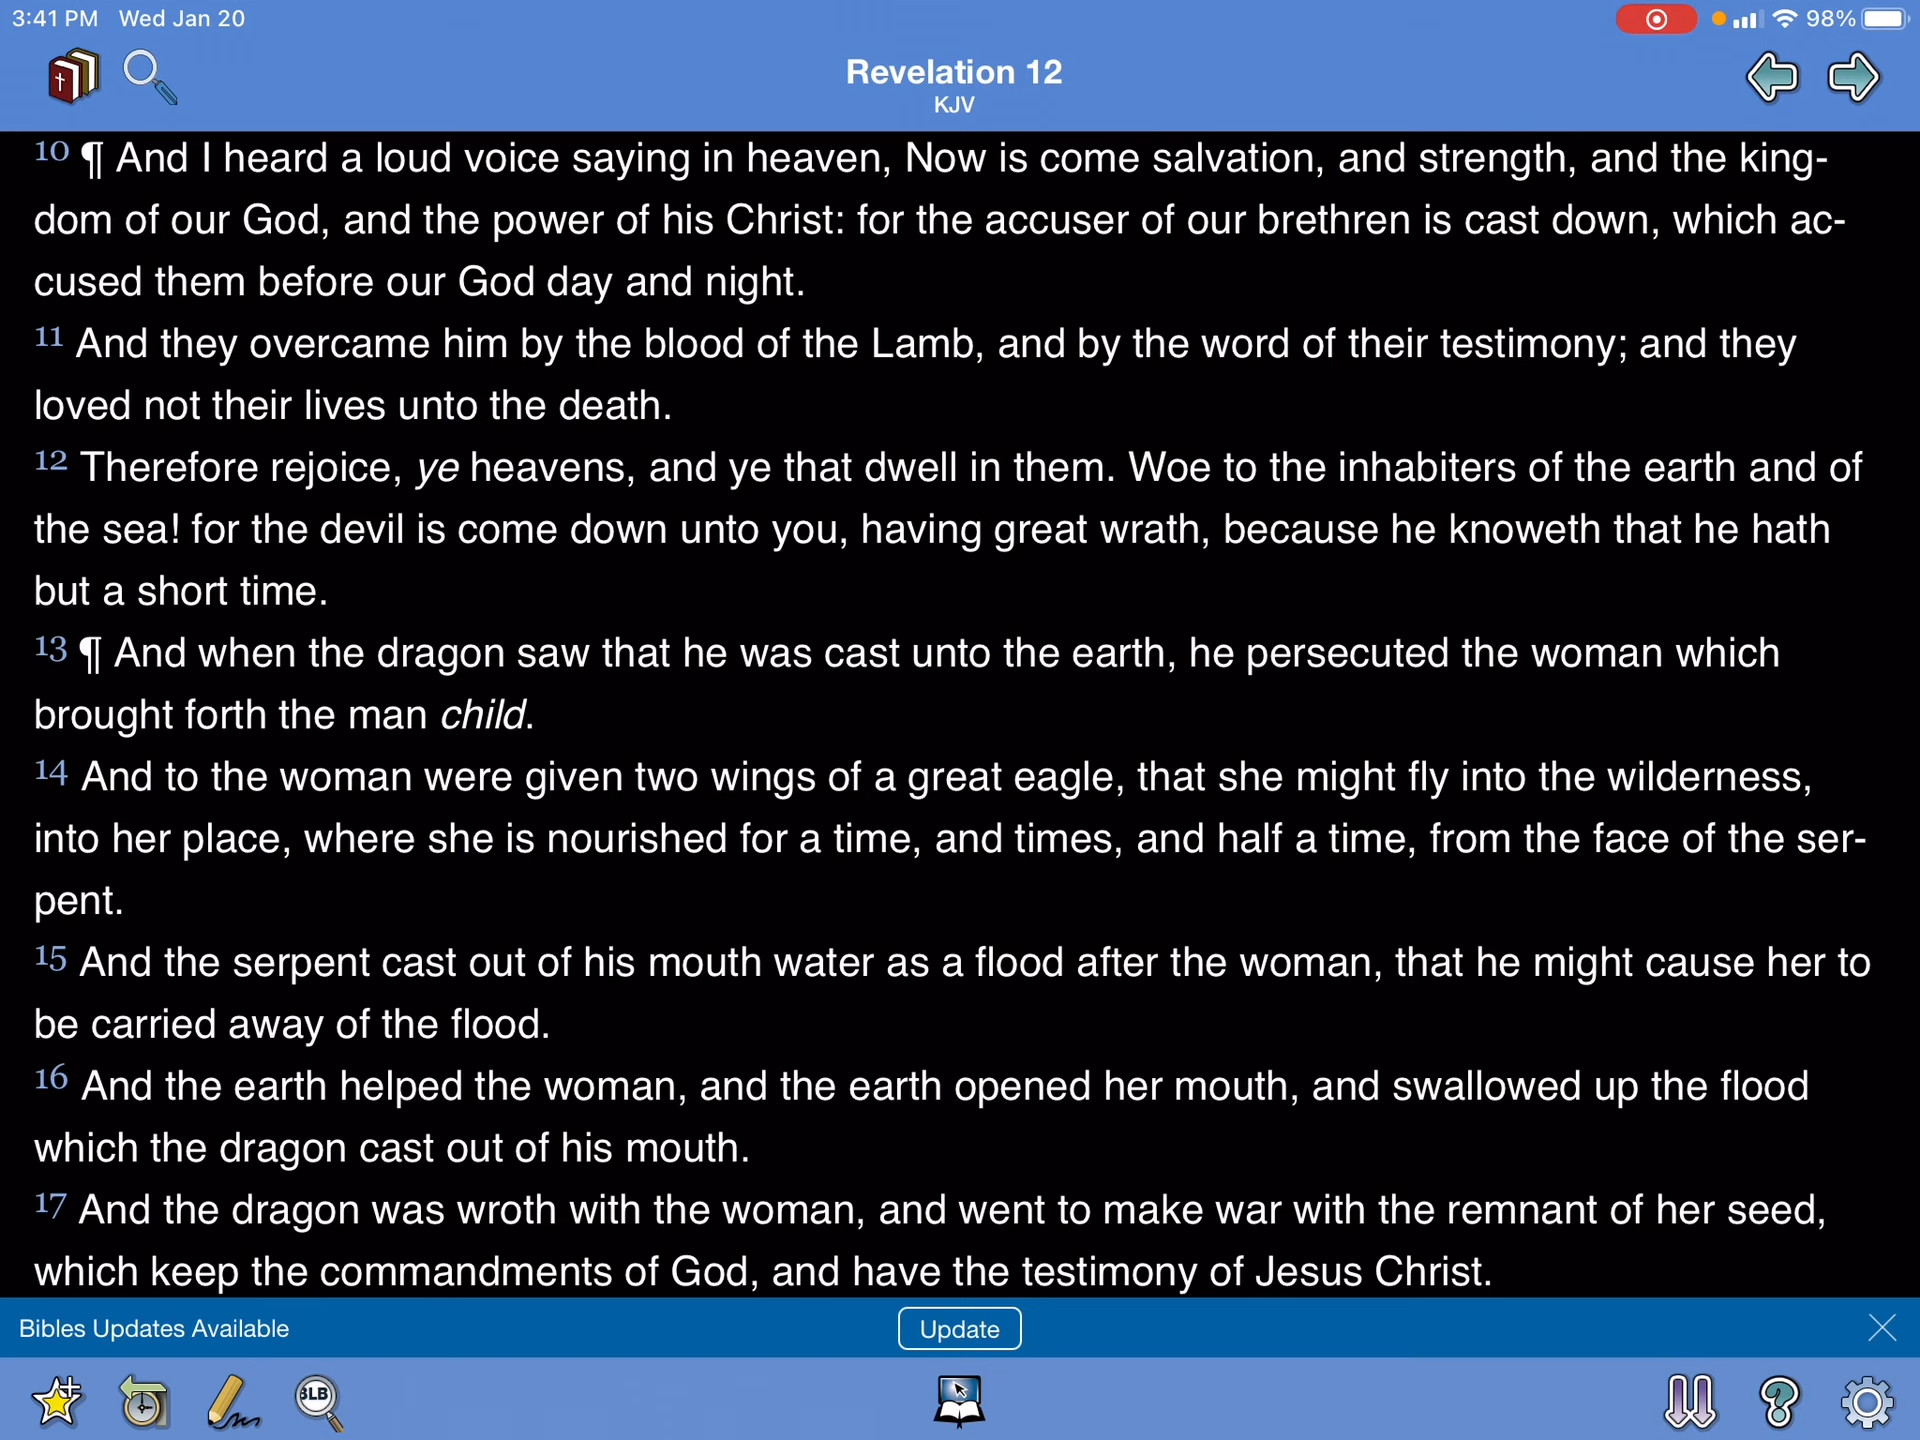 3:41 PM Wed Jan 20 98%
Revelation 12
KJV
10 ¶ And I heard a loud voice saying in heaven, Now is come salvation, and strength, and the king-
dom of our God, and the power of his Christ: for the accuser of our brethren is cast down, which ac-
cused them before our God day and night.
11 And they overcame him by the blood of the Lamb, and by the word of their testimony; and they
loved not their lives unto the death.
12 Therefore rejoice, ye heavens, and ye that dwell in them. Woe to the inhabiters of the earth and of
the sea! for the devil is come down unto you, having great wrath, because he knoweth that he hath
but a short time.
13 ¶ And when the dragon saw that he was cast unto the earth, he persecuted the woman which
brought forth the man child.
14 And to the woman were given two wings of a great eagle, that she might fly into the wilderness,
into her place, where she is nourished for a time, and times, and half a time, from the face of the ser-
pent.
15 And the serpent cast out of his mouth water as a flood after the woman, that he might cause her to
be carried away of the flood.
16 And the earth helped the woman, and the earth opened her mouth, and swallowed up the flood
which the dragon cast out of his mouth.
17 And the dragon was wroth with the woman, and went to make war with the remnant of her seed,
which keep the commandments of God, and have the testimony of Jesus Christ.
Bibles Updates Available Update
BLB